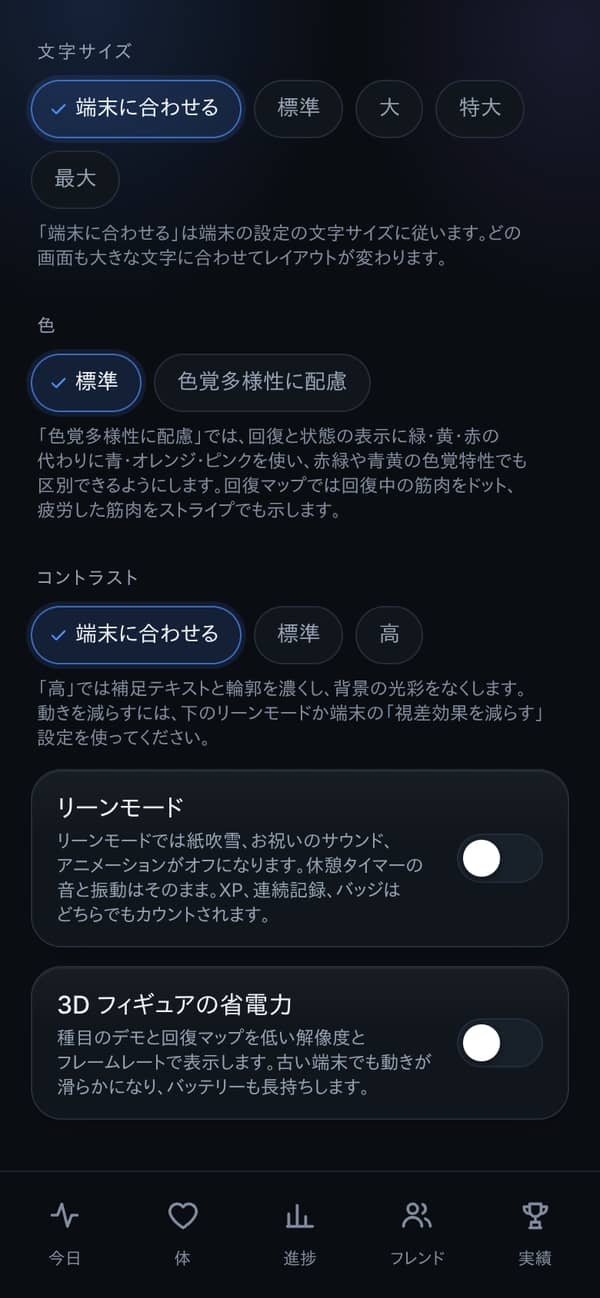 文字サイズ
端末に合わせる 標準 大 特大
最大
「端末に合わせる」は端末の設定の文字サイズに従います。どの
画面も大きな文字に合わせてレイアウトが変わります。
色
標準 色覚多様性に配慮
「色覚多様性に配慮」では、回復と状態の表示に緑・黄・赤の
代わりに青・オレンジ・ピンクを使い、赤緑や青黄の色覚特性でも
区別できるようにします。回復マップでは回復中の筋肉をドット、
疲労した筋肉をストライプでも示します。
コントラスト
端末に合わせる 標準 高
「高」では補足テキストと輪郭を濃くし、背景の光彩をなくします。
動きを減らすには、下のリーンモードか端末の「視差効果を減らす」
設定を使ってください。
リーンモード
リーンモードでは紙吹雪、お祝いのサウンド、
アニメーションがオフになります。休憩タイマーの
音と振動はそのまま。XP、連続記録、バッジは
どちらでもカウントされます。
3D フィギュアの省電力
種目のデモと回復マップを低い解像度と
フレームレートで表示します。古い端末でも動きが
滑らかになり、バッテリーも長持ちします。
今日 体 進捗 フレンド 実績